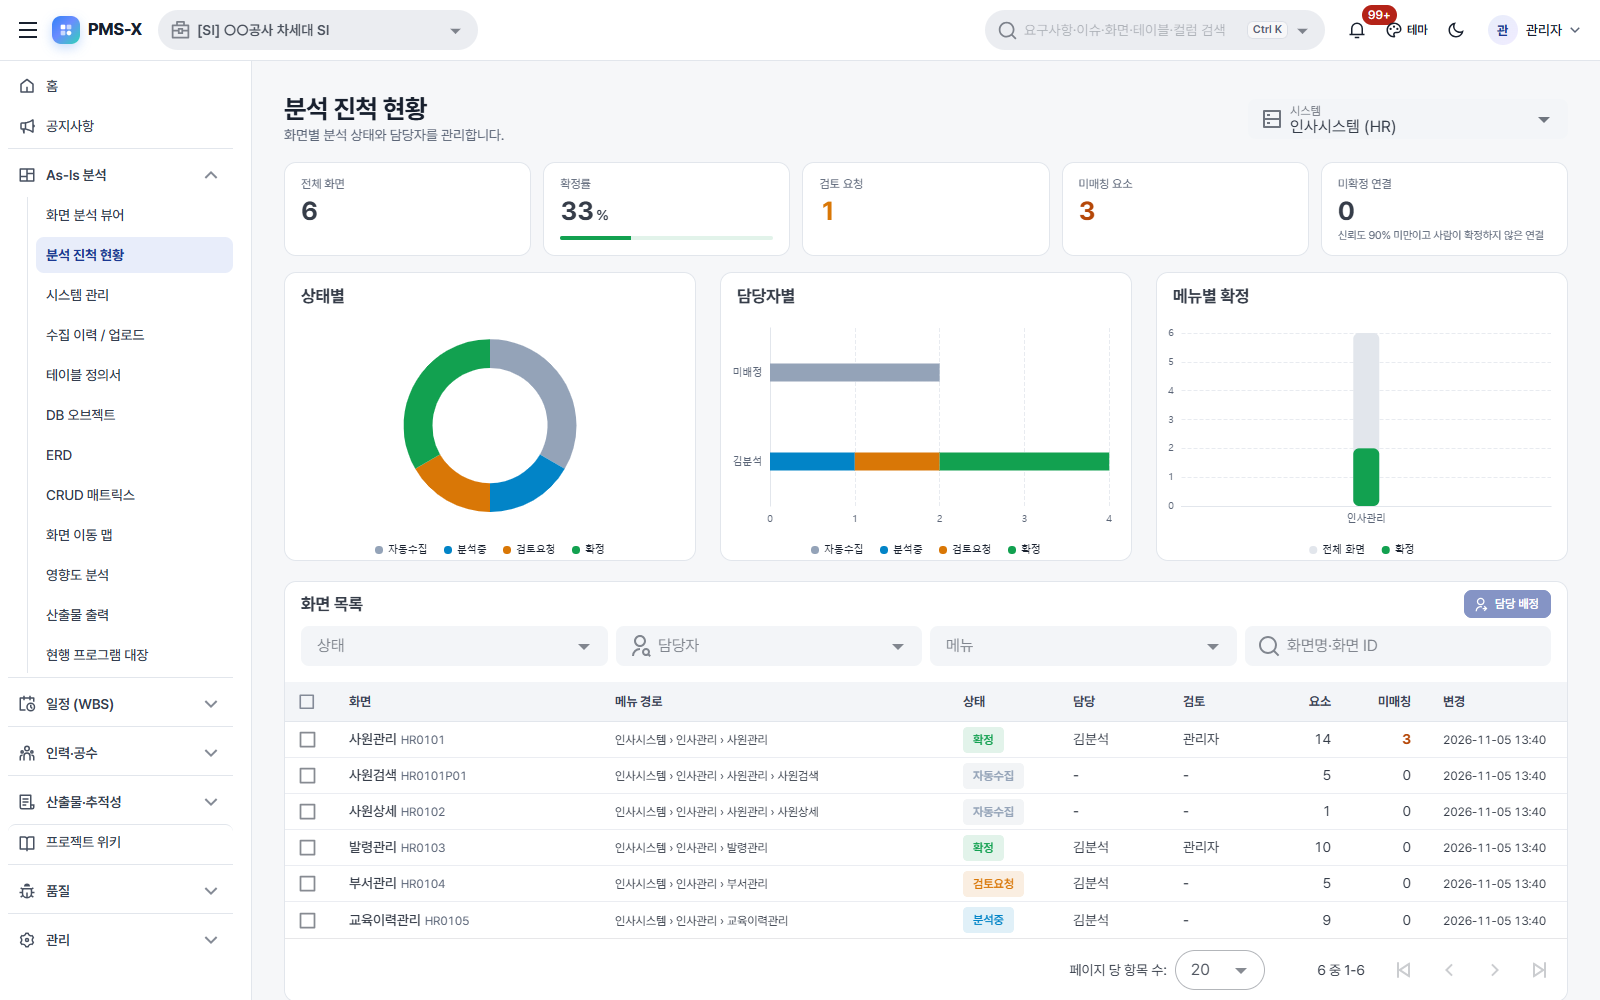 PMS-X
[SI] 〇〇공사 차세대 SI
요구사항·이슈·화면·테이블·컬럼 검색
Ctrl K
99+
테마
관
관리자
홈
공지사항
As-Is 분석
화면 분석 뷰어
분석 진척 현황
시스템 관리
수집 이력 / 업로드
테이블 정의서
DB 오브젝트
ERD
CRUD 매트릭스
화면 이동 맵
영향도 분석
산출물 출력
현행 프로그램 대장
일정 (WBS)
인력·공수
산출물·추적성
프로젝트 위키
품질
관리
분석 진척 현황
화면별 분석 상태와 담당자를 관리합니다.
시스템
인사시스템 (HR)
전체 화면
6
확정률
33 %
검토 요청
1
미매칭 요소
3
미확정 연결
0
신뢰도 90% 미만이고 사람이 확정하지 않은 연결
상태별
자동수집 분석중 검토요청 확정
담당자별
미배정
김분석
0 1 2 3 4
자동수집 분석중 검토요청 확정
메뉴별 확정
6
5
4
3
2
1
0
인사관리
전체 화면 확정
화면 목록
담당 배정
상태
담당자
메뉴
화면명·화면 ID
화면 메뉴 경로 상태 담당 검토 요소 미매칭 변경
사원관리 HR0101 인사시스템 › 인사관리 › 사원관리 확정 김분석 관리자 14 3 2026-11-05 13:40
사원검색 HR0101P01 인사시스템 › 인사관리 › 사원관리 › 사원검색 자동수집 - - 5 0 2026-11-05 13:40
사원상세 HR0102 인사시스템 › 인사관리 › 사원관리 › 사원상세 자동수집 - - 1 0 2026-11-05 13:40
발령관리 HR0103 인사시스템 › 인사관리 › 발령관리 확정 김분석 관리자 10 0 2026-11-05 13:40
부서관리 HR0104 인사시스템 › 인사관리 › 부서관리 검토요청 김분석 - 5 0 2026-11-05 13:40
교육이력관리 HR0105 인사시스템 › 인사관리 › 교육이력관리 분석중 김분석 - 9 0 2026-11-05 13:40
페이지 당 항목 수: 20 6 중 1-6